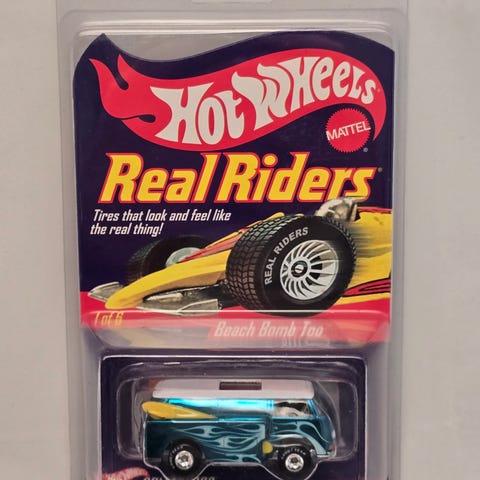 Hot Wheels
MATTEL
Real Riders
Tires that look and feel like
the real thing!
REAL RIDERS
1 of 6
Beach Bomb Too